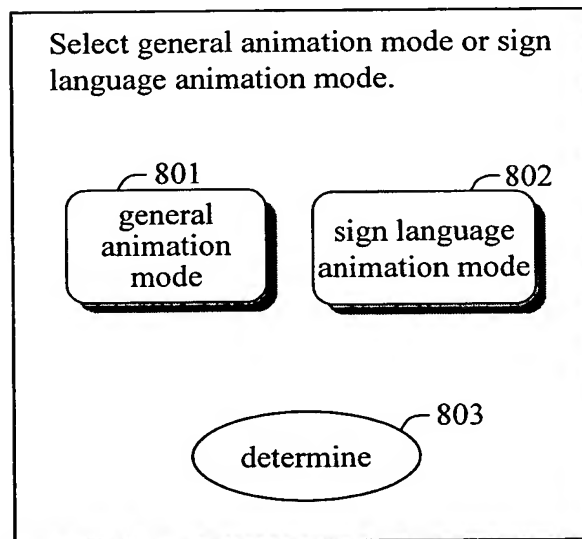 Select general animation mode or sign
language animation mode.
801
general
animation
mode
802
sign language
animation mode
803
determine